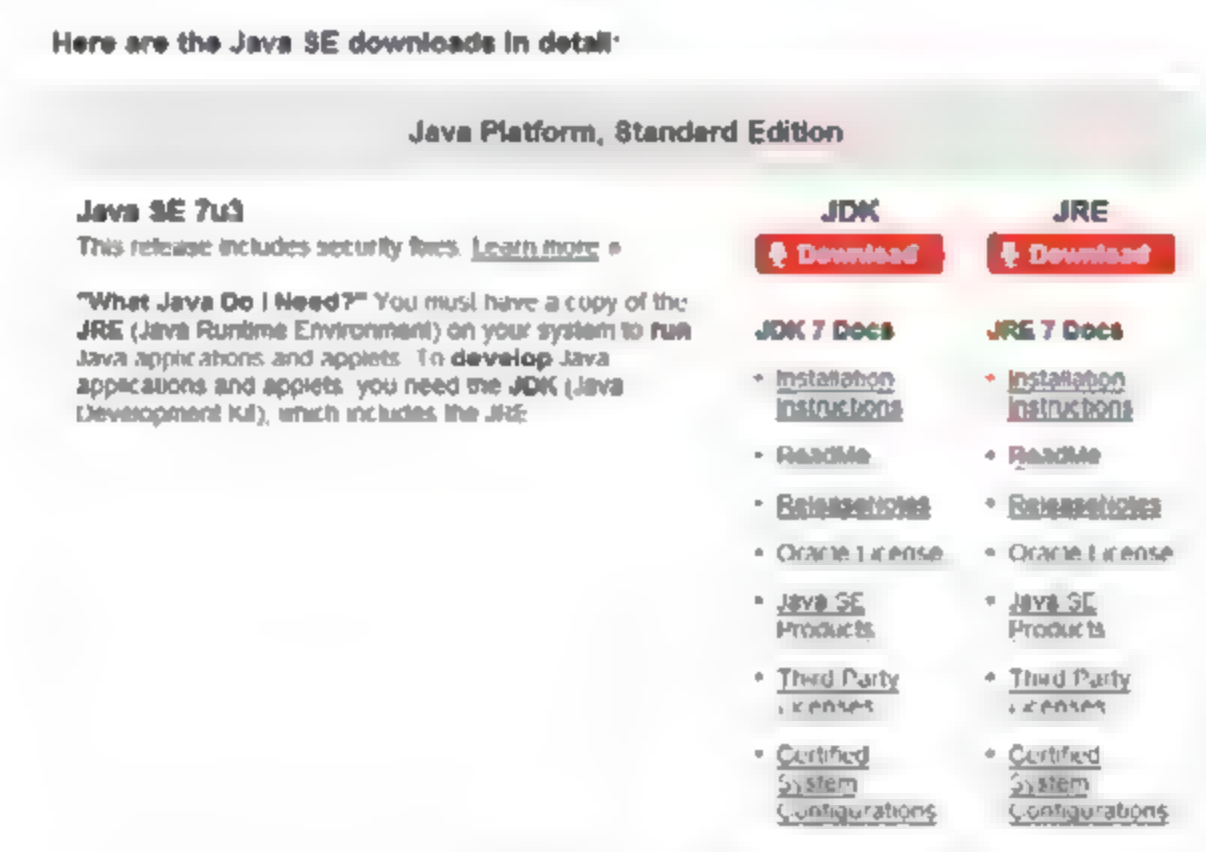 Here are the Java SE downloads in detail:
Java Platform, Standard Edition
Java SE 7u3
This release includes security fixes. Learn more »
"What Java Do I Need?" You must have a copy of the
JRE (Java Runtime Environment) on your system to run
Java applications and applets. To develop Java
applications and applets, you need the JDK (Java
Development Kit), which includes the JRE.
JDK
Download
JDK 7 Docs
• Installation
Instructions
• ReadMe
• ReleaseNotes
• Oracle License
• Java SE
Products
• Third Party
Licenses
• Certified
System
Configurations
JRE
Download
JRE 7 Docs
• Installation
Instructions
• ReadMe
• ReleaseNotes
• Oracle License
• Java SE
Products
• Third Party
Licenses
• Certified
System
Configurations